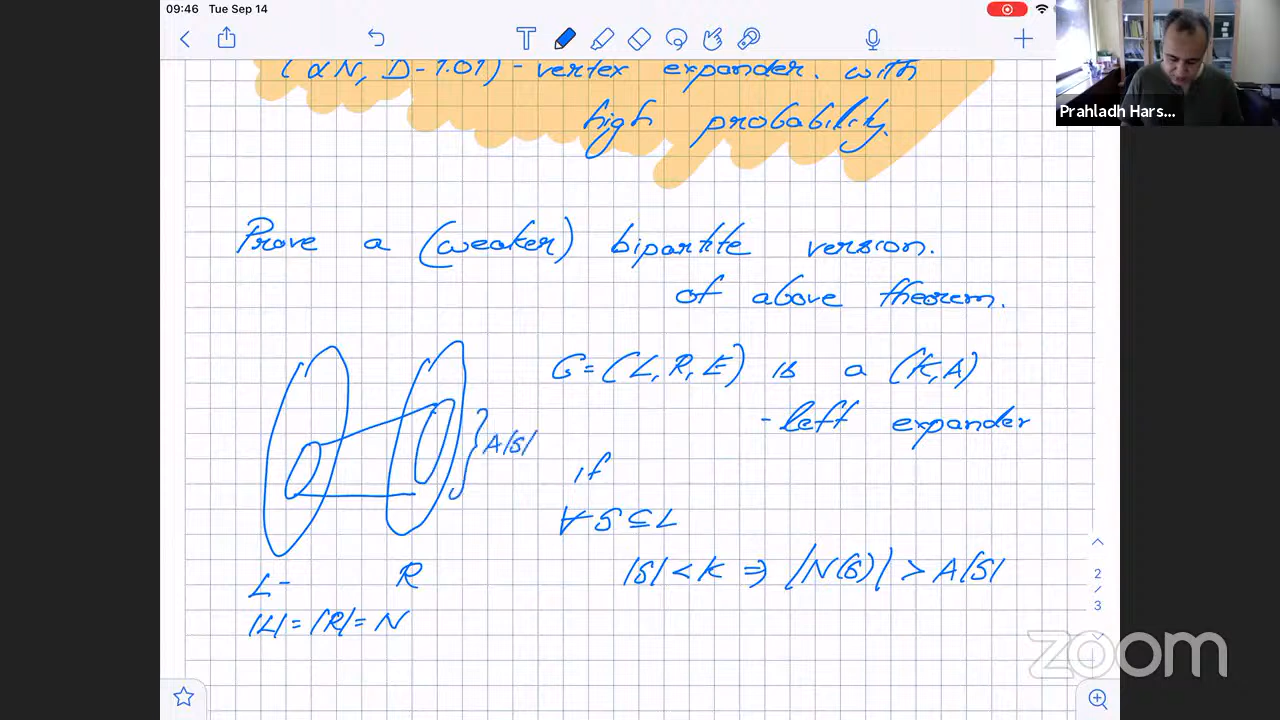 09:46 Tue Sep 14
Prahladh Hars...
(αN, D-1.01) - vertex expander. with
high probability.
Prove a (weaker) bipartite version.
of above theorem.
G = (L, R, E) is a (K, A)
- left expander
A|S|
if
∀ S ⊆ L
|S| < K ⇒ |N(S)| > A|S|
L R
|L| = |R| = N
2
/
3
zoom